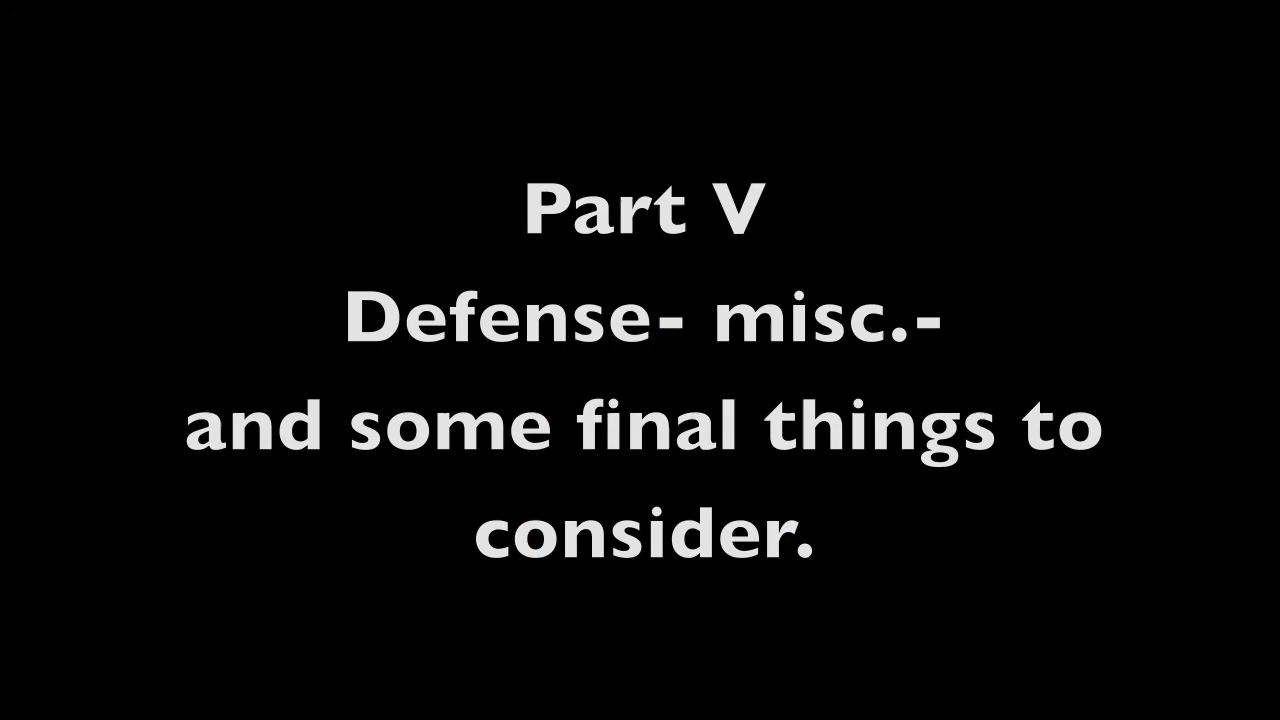 Part V
Defense- misc.-
and some final things to
consider.